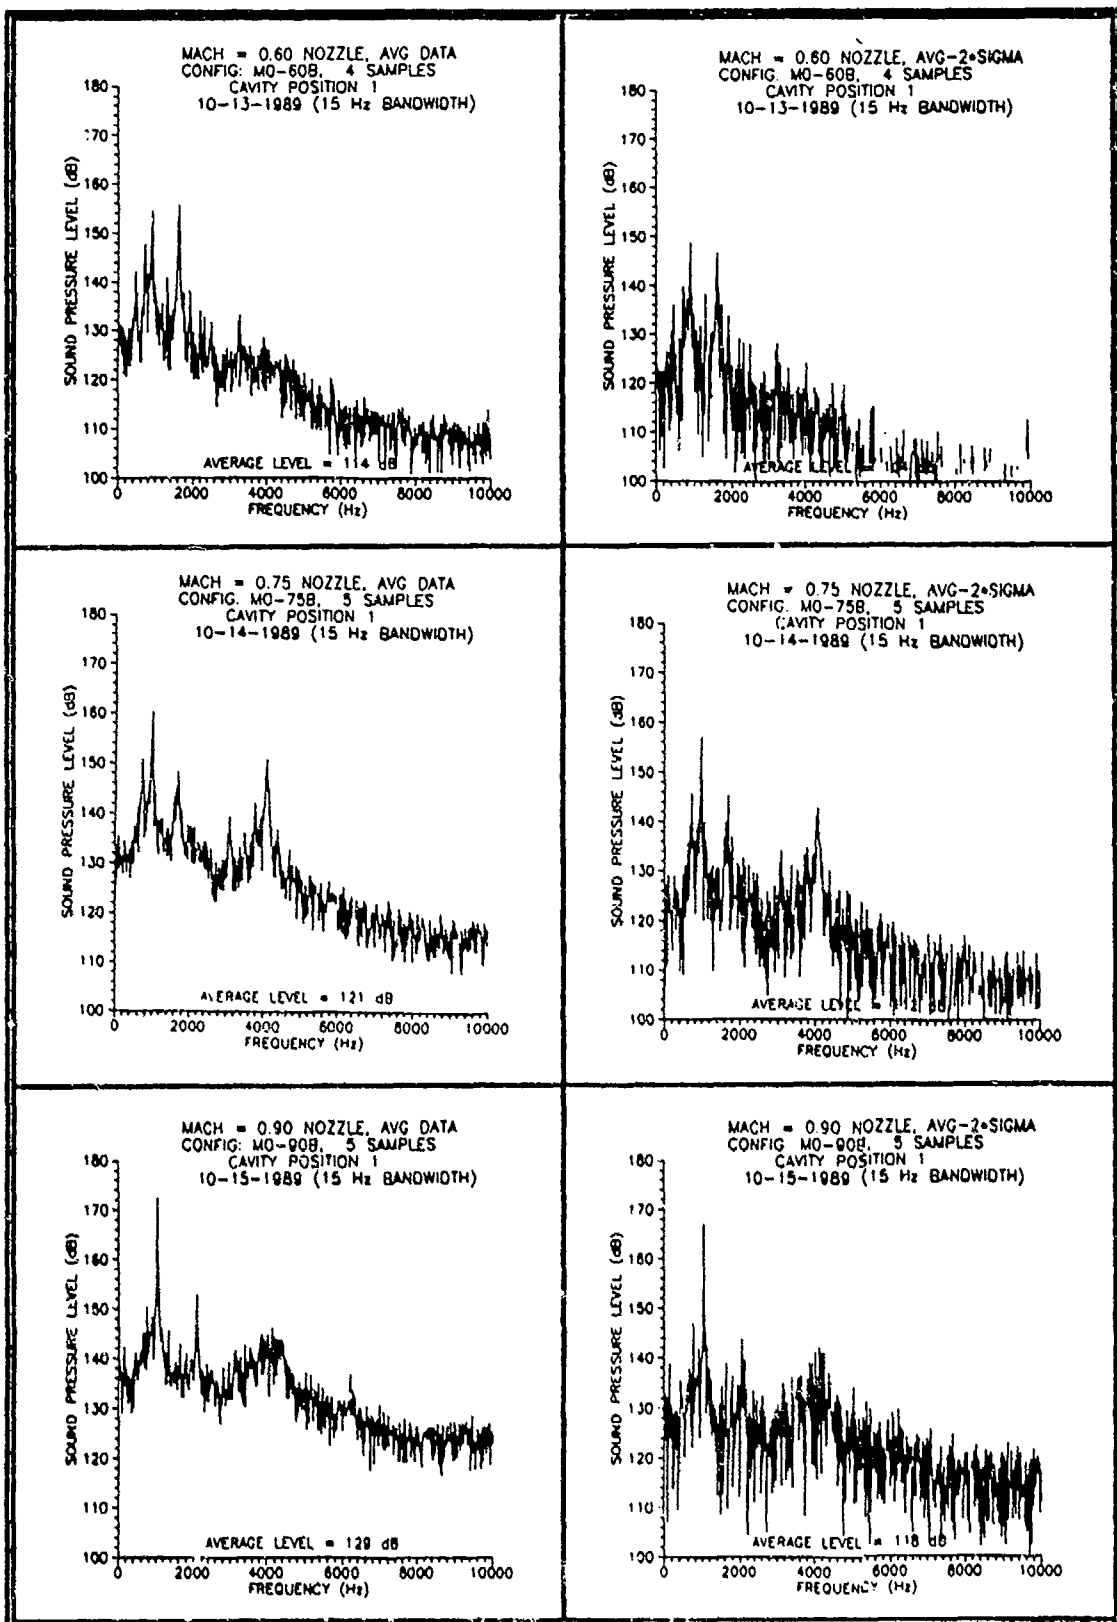 MACH = 0.60 NOZZLE, AVG DATA
CONFIG: MO-60B, 4 SAMPLES
CAVITY POSITION 1
10-13-1989 (15 Hz BANDWIDTH)
180
170
160
150
140
130
120
110
100
SOUND PRESSURE LEVEL (dB)
AVERAGE LEVEL = 114 dB
0 2000 4000 6000 8000 10000
FREQUENCY (Hz)
MACH = 0.60 NOZZLE, AVG-2*SIGMA
CONFIG. MO-60B, 4 SAMPLES
CAVITY POSITION 1
10-13-1989 (15 Hz BANDWIDTH)
180
170
160
150
140
130
120
110
100
SOUND PRESSURE LEVEL (dB)
AVERAGE LEVEL =
0 2000 4000 6000 8000 10000
FREQUENCY (Hz)
MACH = 0.75 NOZZLE, AVG DATA
CONFIG. MO-75B, 5 SAMPLES
CAVITY POSITION 1
10-14-1989 (15 Hz BANDWIDTH)
180
170
160
150
140
130
120
110
100
SOUND PRESSURE LEVEL (dB)
AVERAGE LEVEL = 121 dB
0 2000 4000 6000 8000 10000
FREQUENCY (Hz)
MACH = 0.75 NOZZLE, AVG-2*SIGMA
CONFIG. MO-75B, 5 SAMPLES
CAVITY POSITION 1
10-14-1989 (15 Hz BANDWIDTH)
180
170
160
150
140
130
120
110
100
SOUND PRESSURE LEVEL (dB)
AVERAGE LEVEL = dB
0 2000 4000 6000 8000 10000
FREQUENCY (Hz)
MACH = 0.90 NOZZLE, AVG DATA
CONFIG: MO-90B, 5 SAMPLES
CAVITY POSITION 1
10-15-1989 (15 Hz BANDWIDTH)
180
170
160
150
140
130
120
110
100
SOUND PRESSURE LEVEL (dB)
AVERAGE LEVEL = 129 dB
0 2000 4000 6000 8000 10000
FREQUENCY (Hz)
MACH = 0.90 NOZZLE, AVG-2*SIGMA
CONFIG MO-90B, 5 SAMPLES
CAVITY POSITION 1
10-15-1989 (15 Hz BANDWIDTH)
180
170
160
150
140
130
120
110
100
SOUND PRESSURE LEVEL (dB)
AVERAGE LEVEL = 118 dB
0 2000 4000 6000 8000 10000
FREQUENCY (Hz)